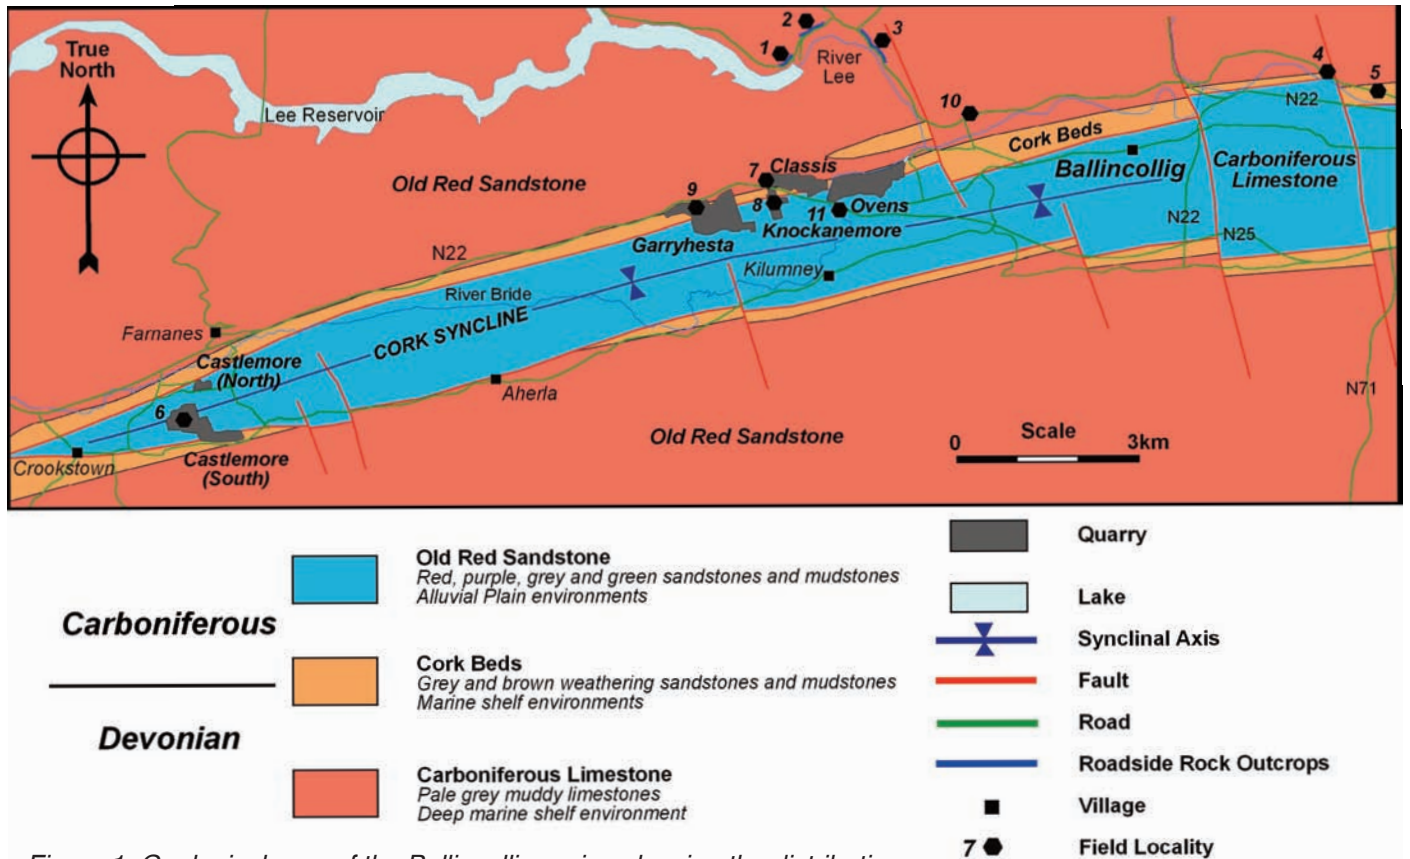 True
North
Lee Reservoir
2
1
3
River
Lee
4
5
N22
10
Cork Beds
Ballincollig
Carboniferous
Limestone
Old Red Sandstone
7
Classis
9
8
11
Ovens
Knockanemore
Garryhesta
N22
N25
N22
Kilumney
River Bride
CORK SYNCLINE
Farnanes
Castlemore
(North)
6
Aherla
N71
Old Red Sandstone
Scale
0
3km
Crookstown
Castlemore
(South)
Carboniferous
Devonian
Old Red Sandstone
Red, purple, grey and green sandstones and mudstones
Alluvial Plain environments
Cork Beds
Grey and brown weathering sandstones and mudstones
Marine shelf environments
Carboniferous Limestone
Pale grey muddy limestones
Deep marine shelf environment
Quarry
Lake
Synclinal Axis
Fault
Road
Roadside Rock Outcrops
Village
7 Field Locality